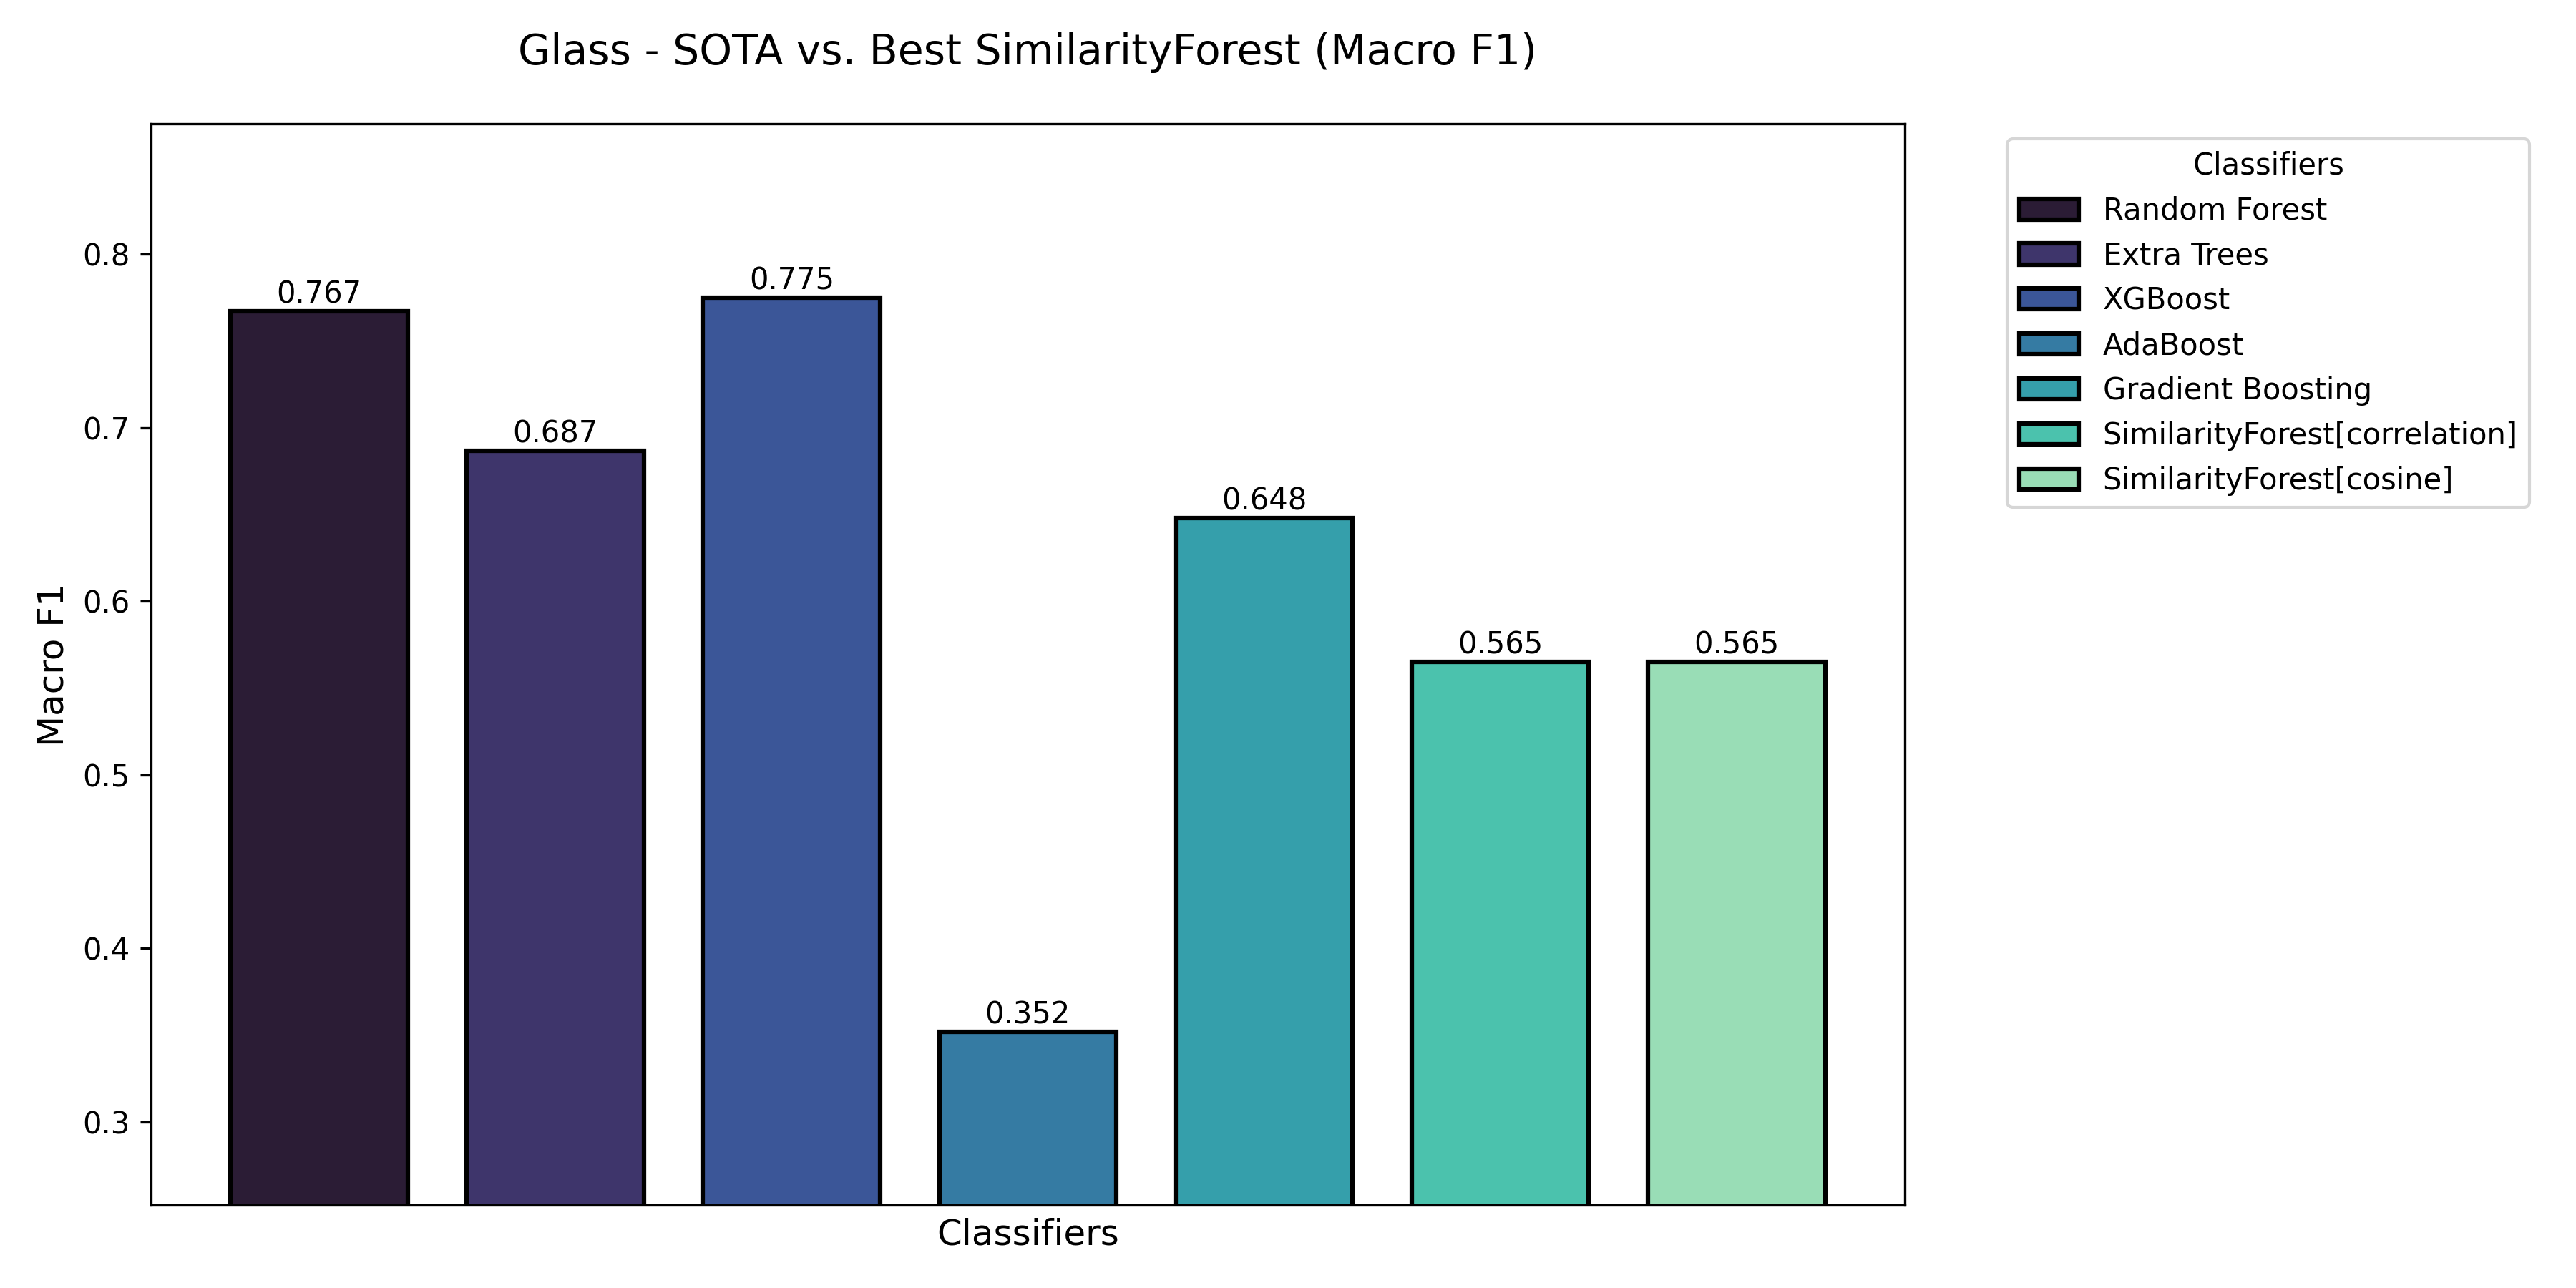 Glass - SOTA vs. Best SimilarityForest (Macro F1)
Macro F1
0.8
0.7
0.6
0.5
0.4
0.3
0.767
0.687
0.775
0.352
0.648
0.565
0.565
Classifiers
Classifiers
Random Forest
Extra Trees
XGBoost
AdaBoost
Gradient Boosting
SimilarityForest[correlation]
SimilarityForest[cosine]